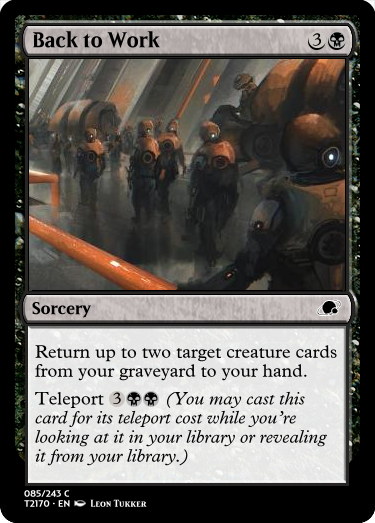 Back to Work 3
Sorcery
Return up to two target creature cards
from your graveyard to your hand.
Teleport 3 (You may cast this
card for its teleport cost while you're
looking at it in your library or revealing
it from your library.)
085/243 C
T2170 · EN Leon Tukker